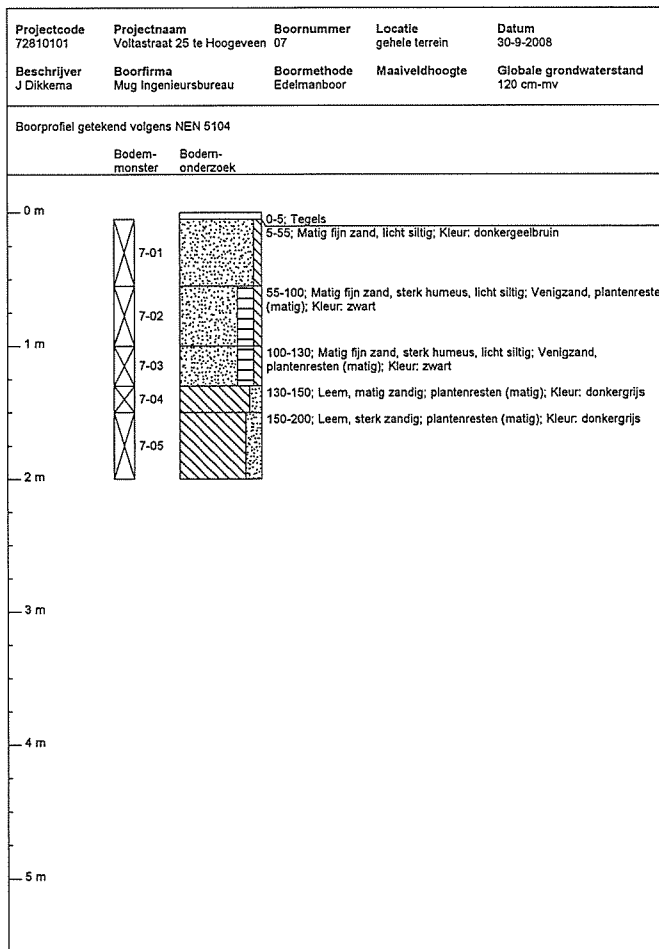 Projectcode Projectnaam Boornummer Locatie Datum
72810101 Voltastraat 25 te Hoogeveen 07 gehele terrein 30-9-2008
Beschrijver Boorfirma Boormethode Maaiveldhoogte Globale grondwaterstand
J Dikkema Mug Ingenieursbureau Edelmanboor 120 cm-mv
Boorprofiel getekend volgens NEN 5104
Bodem- Bodem-
monster onderzoek
0 m
0-5; Tegels
5-55; Matig fijn zand, licht siltig; Kleur: donkergeelbruin
7-01
55-100; Matig fijn zand, sterk humeus, licht siltig; Venigzand, plantenreste
(matig); Kleur: zwart
7-02
1 m
100-130; Matig fijn zand, sterk humeus, licht siltig; Venigzand,
plantenresten (matig); Kleur: zwart
7-03
130-150; Leem, matig zandig; plantenresten (matig); Kleur: donkergrijs
7-04
150-200; Leem, sterk zandig; plantenresten (matig); Kleur: donkergrijs
7-05
2 m
3 m
4 m
5 m